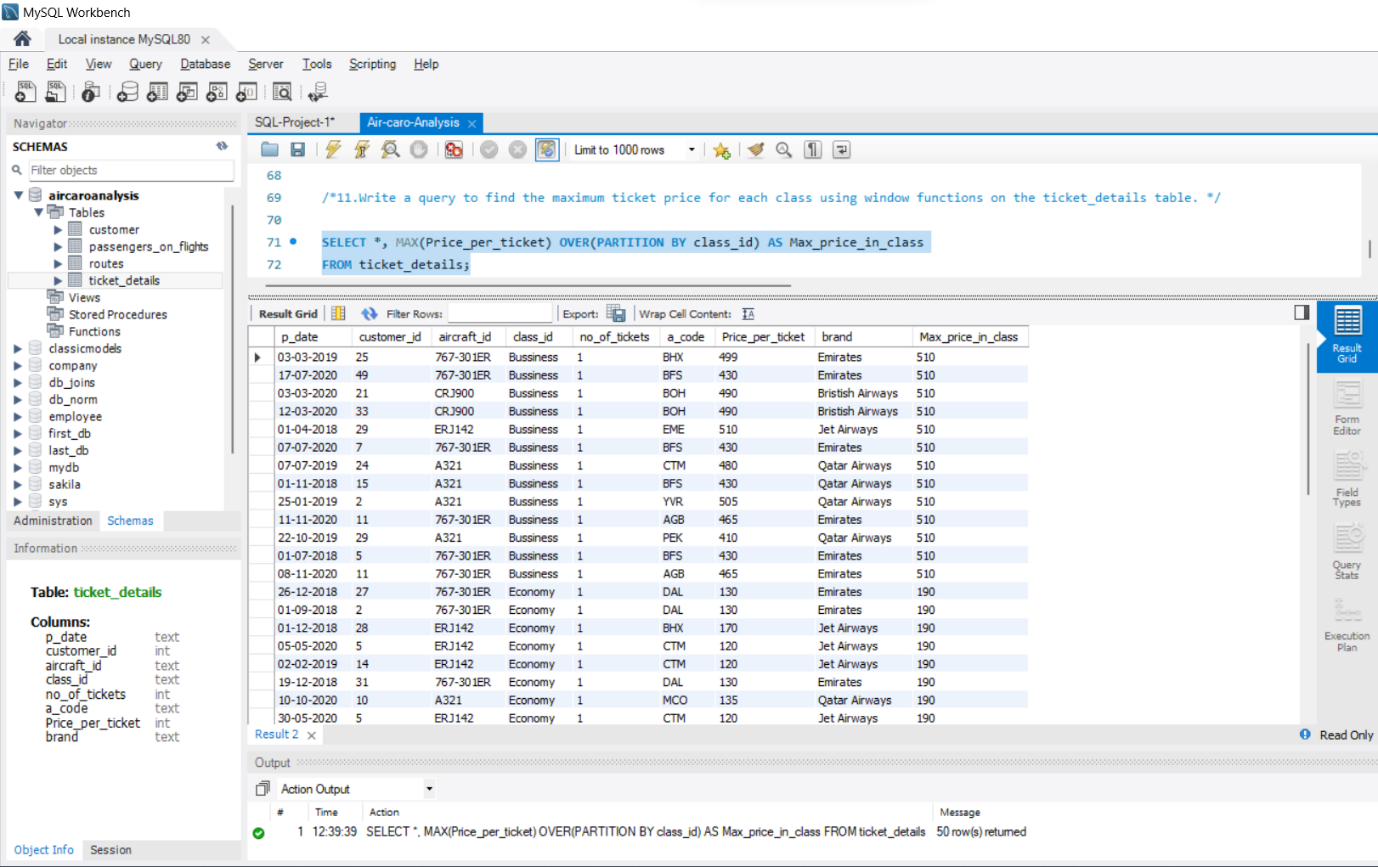 MySQL Workbench
Local instance MySQL80
File Edit View Query Database Server Tools Scripting Help
Navigator
SCHEMAS
Filter objects
aircaroanalysis
Tables
customer
passengers_on_flights
routes
ticket_details
Views
Stored Procedures
Functions
classicmodels
company
db_joins
db_norm
employee
first_db
last_db
mydb
sakila
sys
Administration Schemas
Information
Table: ticket_details
Columns:
p_date text
customer_id int
aircraft_id text
class_id text
no_of_tickets int
a_code text
Price_per_ticket int
brand text
Object Info Session
SQL-Project-1* Air-caro-Analysis
Limit to 1000 rows
68
69 /*11.Write a query to find the maximum ticket price for each class using window functions on the ticket_details table. */
70
71 SELECT *, MAX(Price_per_ticket) OVER(PARTITION BY class_id) AS Max_price_in_class
72 FROM ticket_details;
Result Grid Filter Rows: Export: Wrap Cell Content:
p_date customer_id aircraft_id class_id no_of_tickets a_code Price_per_ticket brand Max_price_in_class
03-03-2019 25 767-301ER Bussiness 1 BHX 499 Emirates 510
17-07-2020 49 767-301ER Bussiness 1 BFS 430 Emirates 510
03-03-2020 21 CRJ900 Bussiness 1 BOH 490 Bristish Airways 510
12-03-2020 33 CRJ900 Bussiness 1 BOH 490 Bristish Airways 510
01-04-2018 29 ERJ142 Bussiness 1 EME 510 Jet Airways 510
07-07-2020 7 767-301ER Bussiness 1 BFS 430 Emirates 510
07-07-2019 24 A321 Bussiness 1 CTM 480 Qatar Airways 510
01-11-2018 15 A321 Bussiness 1 BFS 430 Qatar Airways 510
25-01-2019 2 A321 Bussiness 1 YVR 505 Qatar Airways 510
11-11-2020 11 767-301ER Bussiness 1 AGB 465 Emirates 510
22-10-2019 29 A321 Bussiness 1 PEK 410 Qatar Airways 510
01-07-2018 5 767-301ER Bussiness 1 BFS 430 Emirates 510
08-11-2020 11 767-301ER Bussiness 1 AGB 465 Emirates 510
26-12-2018 27 767-301ER Economy 1 DAL 130 Emirates 190
01-09-2018 2 767-301ER Economy 1 DAL 130 Emirates 190
01-12-2018 28 ERJ142 Economy 1 BHX 170 Jet Airways 190
05-05-2020 5 ERJ142 Economy 1 CTM 120 Jet Airways 190
02-02-2019 14 ERJ142 Economy 1 CTM 120 Jet Airways 190
19-12-2018 31 767-301ER Economy 1 DAL 130 Emirates 190
10-10-2020 10 A321 Economy 1 MCO 135 Qatar Airways 190
30-05-2020 5 ERJ142 Economy 1 CTM 120 Jet Airways 190
Result Grid
Form Editor
Field Types
Query Stats
Execution Plan
Result 2
Read Only
Output
Action Output
# Time Action Message
1 12:39:39 SELECT *, MAX(Price_per_ticket) OVER(PARTITION BY class_id) AS Max_price_in_class FROM ticket_details 50 row(s) returned